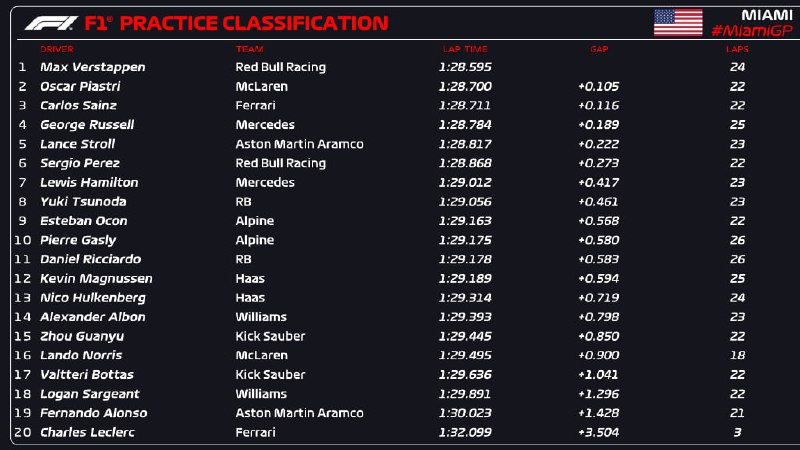 F1 F1® PRACTICE CLASSIFICATION MIAMI
#MiamiGP
DRIVER TEAM LAP TIME GAP LAPS
1 Max Verstappen Red Bull Racing 1:28.595 24
2 Oscar Piastri McLaren 1:28.700 +0.105 22
3 Carlos Sainz Ferrari 1:28.711 +0.116 22
4 George Russell Mercedes 1:28.784 +0.189 25
5 Lance Stroll Aston Martin Aramco 1:28.817 +0.222 23
6 Sergio Perez Red Bull Racing 1:28.868 +0.273 22
7 Lewis Hamilton Mercedes 1:29.012 +0.417 23
8 Yuki Tsunoda RB 1:29.056 +0.461 23
9 Esteban Ocon Alpine 1:29.163 +0.568 22
10 Pierre Gasly Alpine 1:29.175 +0.580 26
11 Daniel Ricciardo RB 1:29.178 +0.583 26
12 Kevin Magnussen Haas 1:29.189 +0.594 25
13 Nico Hulkenberg Haas 1:29.314 +0.719 24
14 Alexander Albon Williams 1:29.393 +0.798 23
15 Zhou Guanyu Kick Sauber 1:29.445 +0.850 22
16 Lando Norris McLaren 1:29.495 +0.900 18
17 Valtteri Bottas Kick Sauber 1:29.636 +1.041 22
18 Logan Sargeant Williams 1:29.891 +1.296 22
19 Fernando Alonso Aston Martin Aramco 1:30.023 +1.428 21
20 Charles Leclerc Ferrari 1:32.099 +3.504 3